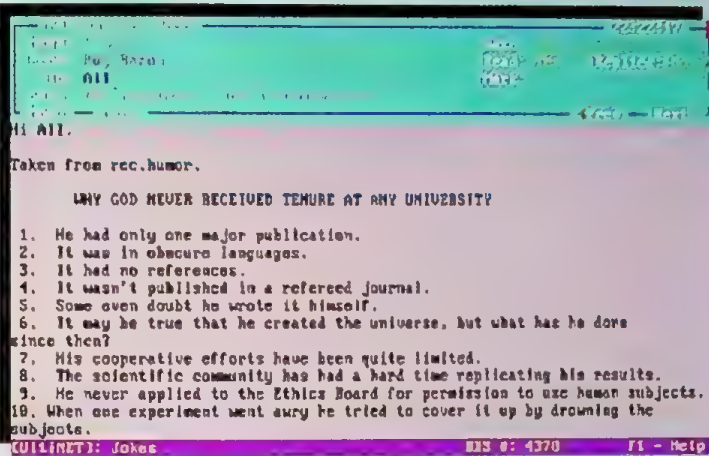 All
Hi All.
Taken from rec.humor.
WHY GOD NEVER RECEIVED TENURE AT ANY UNIVERSITY
1. He had only one major publication.
2. It was in obscure languages.
3. It had no references.
4. It wasn't published in a refereed journal.
5. Some even doubt he wrote it himself.
6. It may be true that he created the universe, but what has he done
since then?
7. His cooperative efforts have been quite limited.
8. The scientific community has had a hard time replicating his results.
9. He never applied to the Ethics Board for permission to use human subjects.
10. When one experiment went awry he tried to cover it up by drowning the
subjects.
[UILINET]: Jokes 4370 F1 - Help